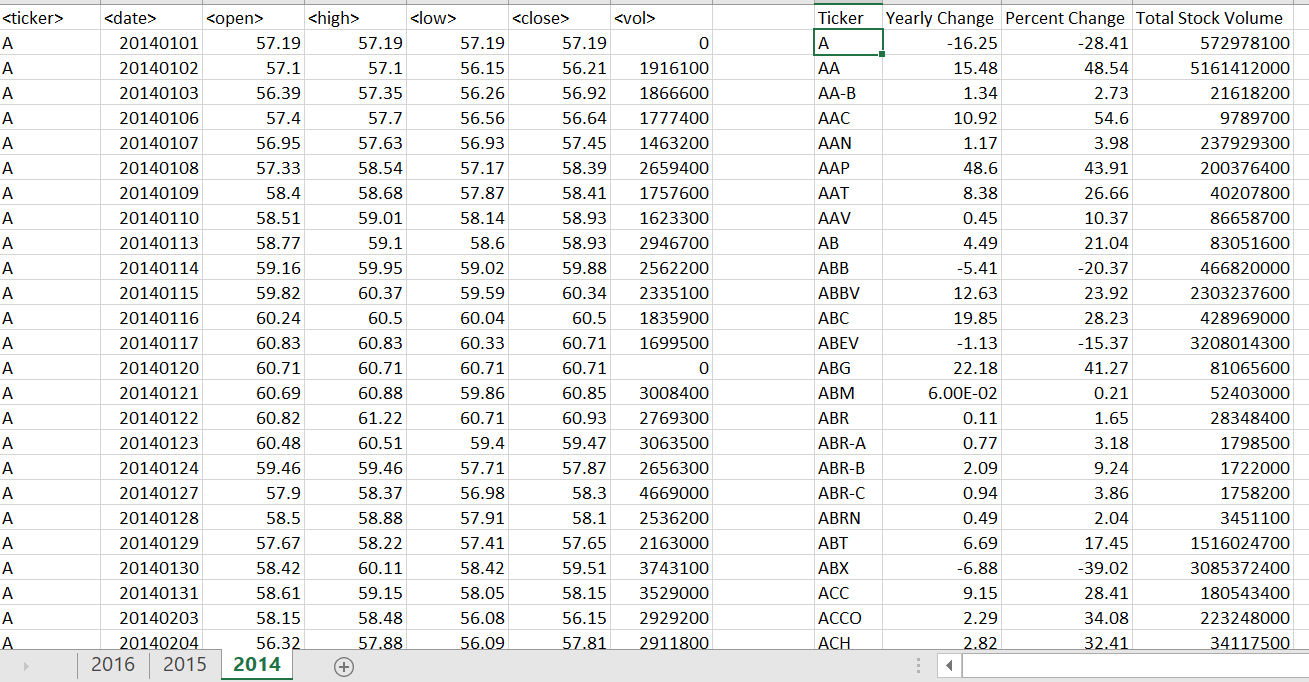 <ticker> <date> <open> <high> <low> <close> <vol> Ticker Yearly Change Percent Change Total Stock Volume
A 20140101 57.19 57.19 57.19 57.19 0 A -16.25 -28.41 572978100
A 20140102 57.1 57.1 56.15 56.21 1916100 AA 15.48 48.54 5161412000
A 20140103 56.39 57.35 56.26 56.92 1866600 AA-B 1.34 2.73 21618200
A 20140106 57.4 57.7 56.56 56.64 1777400 AAC 10.92 54.6 9789700
A 20140107 56.95 57.63 56.93 57.45 1463200 AAN 1.17 3.98 237929300
A 20140108 57.33 58.54 57.17 58.39 2659400 AAP 48.6 43.91 200376400
A 20140109 58.4 58.68 57.87 58.41 1757600 AAT 8.38 26.66 40207800
A 20140110 58.51 59.01 58.14 58.93 1623300 AAV 0.45 10.37 86658700
A 20140113 58.77 59.1 58.6 58.93 2946700 AB 4.49 21.04 83051600
A 20140114 59.16 59.95 59.02 59.88 2562200 ABB -5.41 -20.37 466820000
A 20140115 59.82 60.37 59.59 60.34 2335100 ABBV 12.63 23.92 2303237600
A 20140116 60.24 60.5 60.04 60.5 1835900 ABC 19.85 28.23 428969000
A 20140117 60.83 60.83 60.33 60.71 1699500 ABEV -1.13 -15.37 3208014300
A 20140120 60.71 60.71 60.71 60.71 0 ABG 22.18 41.27 81065600
A 20140121 60.69 60.88 59.86 60.85 3008400 ABM 6.00E-02 0.21 52403000
A 20140122 60.82 61.22 60.71 60.93 2769300 ABR 0.11 1.65 28348400
A 20140123 60.48 60.51 59.4 59.47 3063500 ABR-A 0.77 3.18 1798500
A 20140124 59.46 59.46 57.71 57.87 2656300 ABR-B 2.09 9.24 1722000
A 20140127 57.9 58.37 56.98 58.3 4669000 ABR-C 0.94 3.86 1758200
A 20140128 58.5 58.88 57.91 58.1 2536200 ABRN 0.49 2.04 3451100
A 20140129 57.67 58.22 57.41 57.65 2163000 ABT 6.69 17.45 1516024700
A 20140130 58.42 60.11 58.42 59.51 3743100 ABX -6.88 -39.02 3085372400
A 20140131 58.61 59.15 58.05 58.15 3529000 ACC 9.15 28.41 180543400
A 20140203 58.15 58.48 56.08 56.15 2929200 ACCO 2.29 34.08 223248000
A 20140204 56.32 57.88 56.09 57.81 2911800 ACH 2.82 32.41 34117500
2016 2015 2014